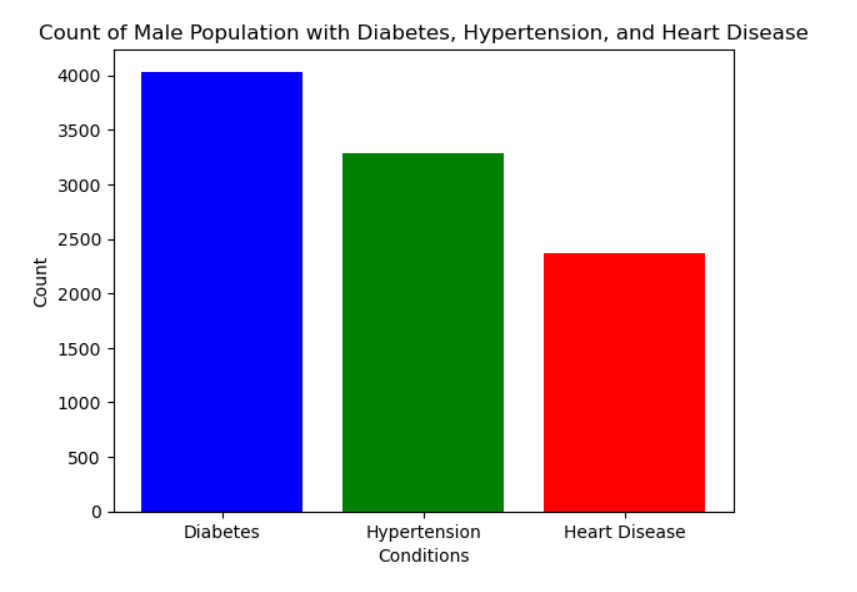 Count of Male Population with Diabetes, Hypertension, and Heart Disease
4000
3500
3000
2500
2000
1500
1000
500
0
Count
Diabetes
Hypertension
Heart Disease
Conditions